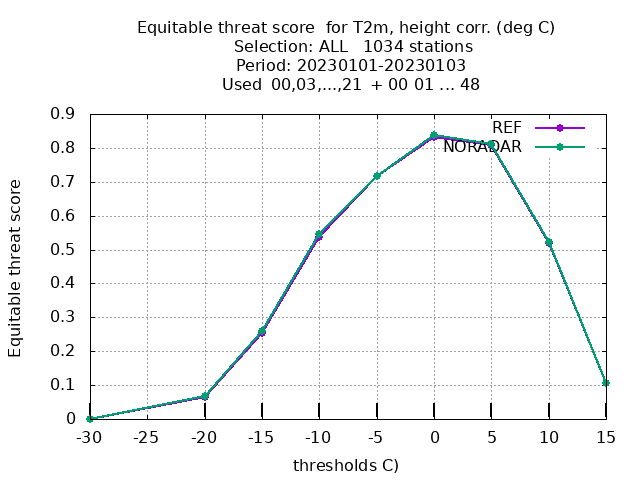 Equitable threat score  for T2m, height corr. (deg C)
Selection: ALL   1034 stations
Period: 20230101-20230103
Used  00,03,...,21  + 00 01 ... 48
REF
NORADAR
Equitable threat score
0.9
0.8
0.7
0.6
0.5
0.4
0.3
0.2
0.1
0
-30 -25 -20 -15 -10 -5 0 5 10 15
thresholds C)